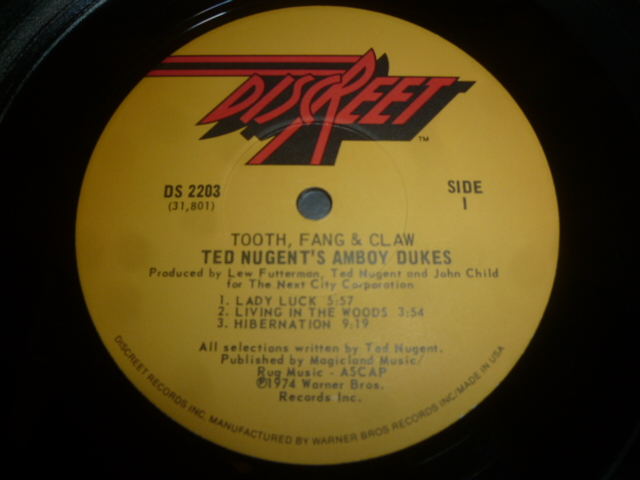 DISCREET
TM
DS 2203
(31,801)
SIDE
1
TOOTH, FANG & CLAW
TED NUGENT'S AMBOY DUKES
Produced by Lew Futterman, Ted Nugent and John Child
for The Next City Corporation
1. LADY LUCK 5:57
2. LIVING IN THE WOODS 3:54
3. HIBERNATION 9:19
All selections written by Ted Nugent.
Published by Magicland Music/
Rug Music - ASCAP
℗1974 Warner Bros.
Records Inc.
DISCREET RECORDS INC. MANUFACTURED BY WARNER BROS RECORDS INC/MADE IN USA